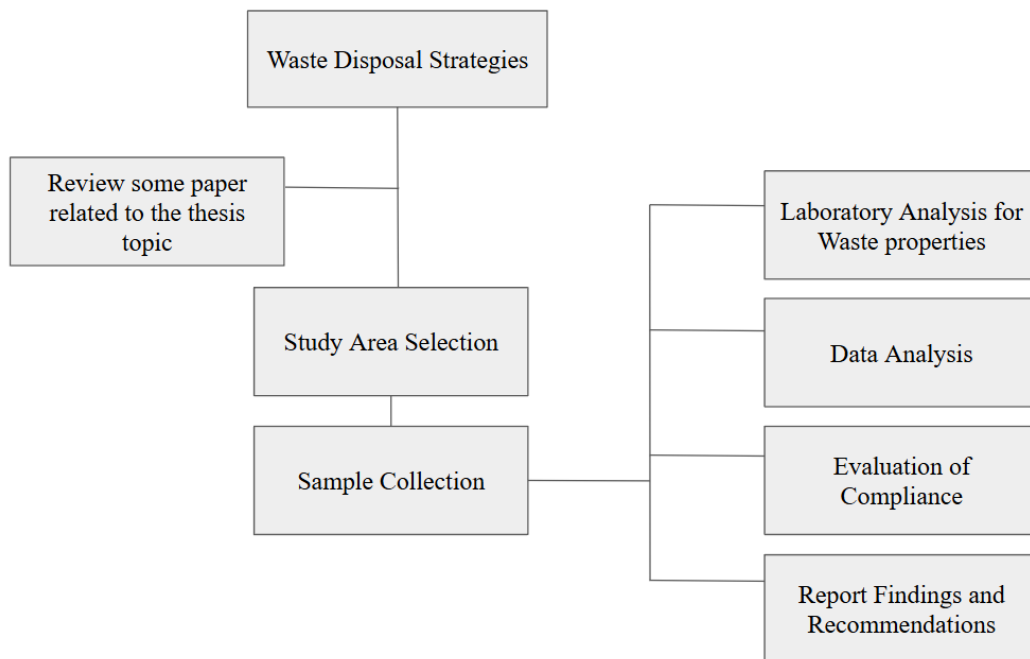 Waste Disposal Strategies
Review some paper
related to the thesis
topic
Study Area Selection
Sample Collection
Laboratory Analysis for
Waste properties
Data Analysis
Evaluation of
Compliance
Report Findings and
Recommendations